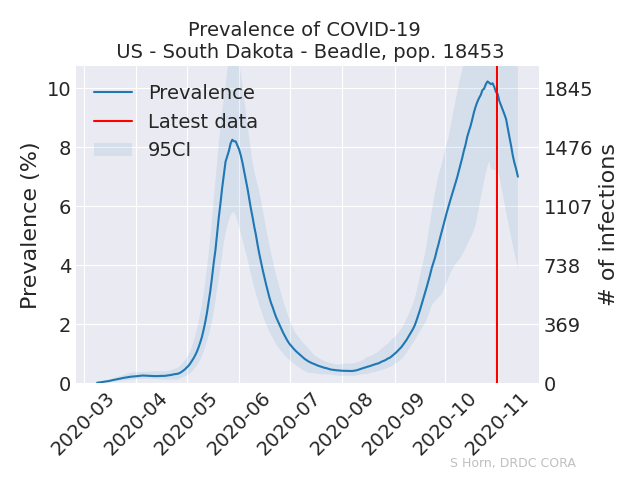 Prevalence of COVID-19
US - South Dakota - Beadle, pop. 18453
Prevalence
Latest data
95CI
Prevalence (%)
10
8
6
4
2
0
1845
1476
1107
738
369
0
# of infections
2020-03
2020-04
2020-05
2020-06
2020-07
2020-08
2020-09
2020-10
2020-11
S Horn, DRDC CORA